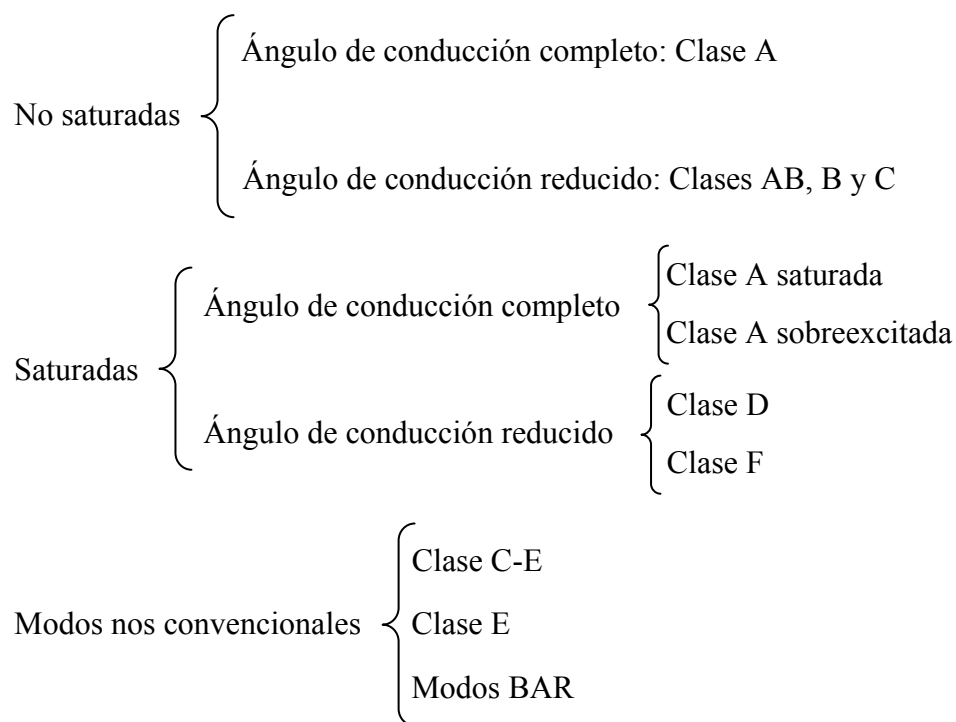 Ángulo de conducción completo: Clase A
No saturadas
Ángulo de conducción reducido: Clases AB, B y C
Clase A saturada
Ángulo de conducción completo
Clase A sobreexcitada
Saturadas
Clase D
Ángulo de conducción reducido
Clase F
Clase C-E
Modos nos convencionales
Clase E
Modos BAR